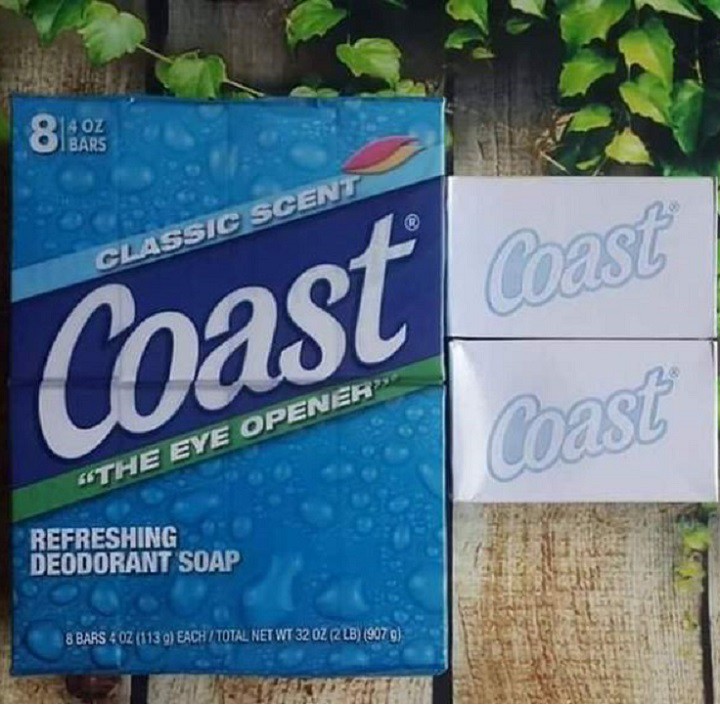 8 4 OZ
BARS
CLASSIC SCENT
Coast®
"THE EYE OPENER"
REFRESHING
DEODORANT SOAP
8 BARS 4 OZ (113 g) EACH / TOTAL NET WT 32 OZ (2 LB) (907 g)
Coast®
Coast®